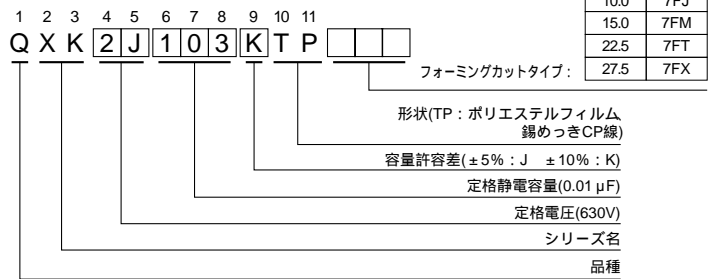 10.0 7FJ
1 2 3 4 5 6 7 8 9 10 11
15.0 7FM
Q X K 2 J 1 0 3 K T P
22.5 7FT
フォーミングカットタイプ： 27.5 7FX
形状(TP：ポリエステルフィルム、
錫めっきCP線)
容量許容差(±5%：J ±10%：K)
定格静電容量(0.01 μF)
定格電圧(630V)
シリーズ名
品種